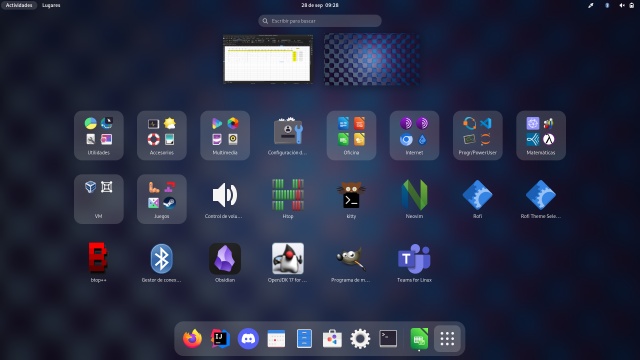 Actividades Lugares 28 de sep 09:28
Escribir para buscar
Utilidades Accesorios Multimedia Configuración d... Oficina Internet Progr/PowerUser Matemáticas
VM Juegos Control de volu... Htop kitty Neovim Rofi Rofi Theme Sele...
btop++ Gestor de cones... Obsidian OpenJDK 17 for ... Programa de m... Teams for Linux